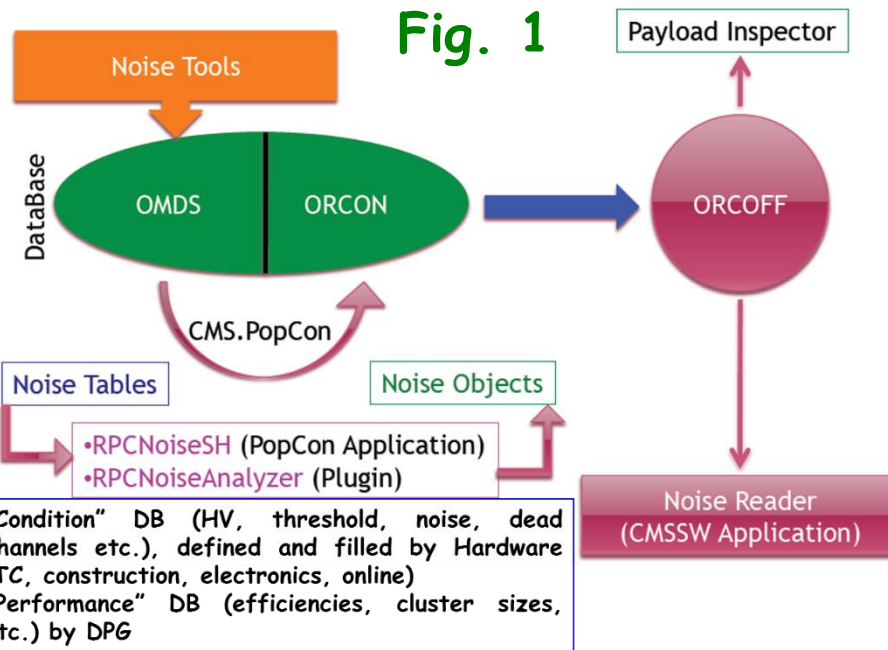 Fig. 1
Noise Tools
Payload Inspector
DataBase
OMDS
ORCON
ORCOFF
CMS.PopCon
Noise Tables
Noise Objects
•RPCNoiseSH (PopCon Application)
•RPCNoiseAnalyzer (Plugin)
Noise Reader
(CMSSW Application)
Condition” DB (HV, threshold, noise, dead
hannels etc.), defined and filled by Hardware
TC, construction, electronics, online)
Performance” DB (efficiencies, cluster sizes,
tc.) by DPG